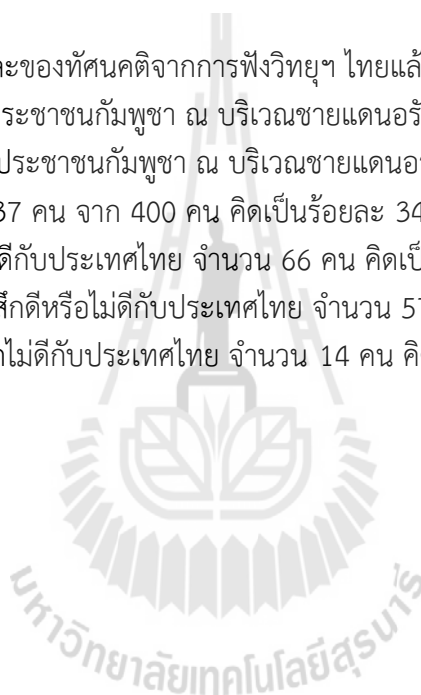 ละของทัศนคติจากการฟังวิทยุฯ ไทยแล้
ระชาชนกัมพูชา ณ บริเวณชายแดนอรั
ประชาชนกัมพูชา ณ บริเวณชายแดนอ
37 คน จาก 400 คน คิดเป็นร้อยละ 34
ดีกับประเทศไทย จำนวน 66 คน คิดเป็
สึกดีหรือไม่ดีกับประเทศไทย จำนวน 57
กไม่ดีกับประเทศไทย จำนวน 14 คน คิ
มหาวิทยาลัยเทคโนโลยีสุรนารี